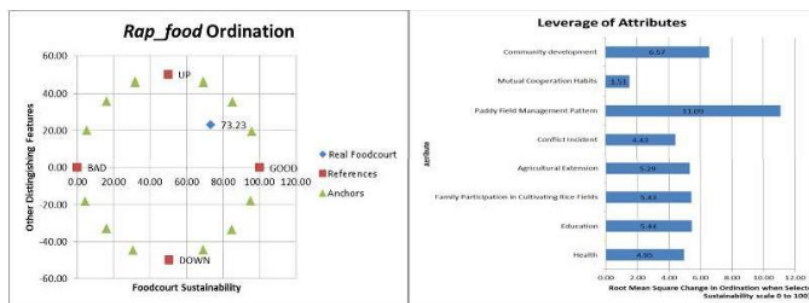 Rap_food Ordination
60.00
UP
40.00
20.00
73.23
0.00
BAD
GOOD
0.00 20.00 40.00 60.00 80.00 100.00 120.00
-20.00
-40.00
DOWN
-60.00
Other Distingishing Features
Foodcourt Sustainability
Real Foodcourt
References
Anchors
Leverage of Attributes
Community development 6.57
Mutual Cooperation Habits 1.51
Paddy Field Management Pattern
Conflict Incident 4.43
Agricultural Extension 5.29
Family Participation in Cultivating Rice Fields 5.43
Education 5.44
Health 4.95
Attribute
0.00 2.00 4.00 6.00 8.00 10.00 12.00
Root Mean Square Change in Ordination when Select
Sustainability scale 0 to 100